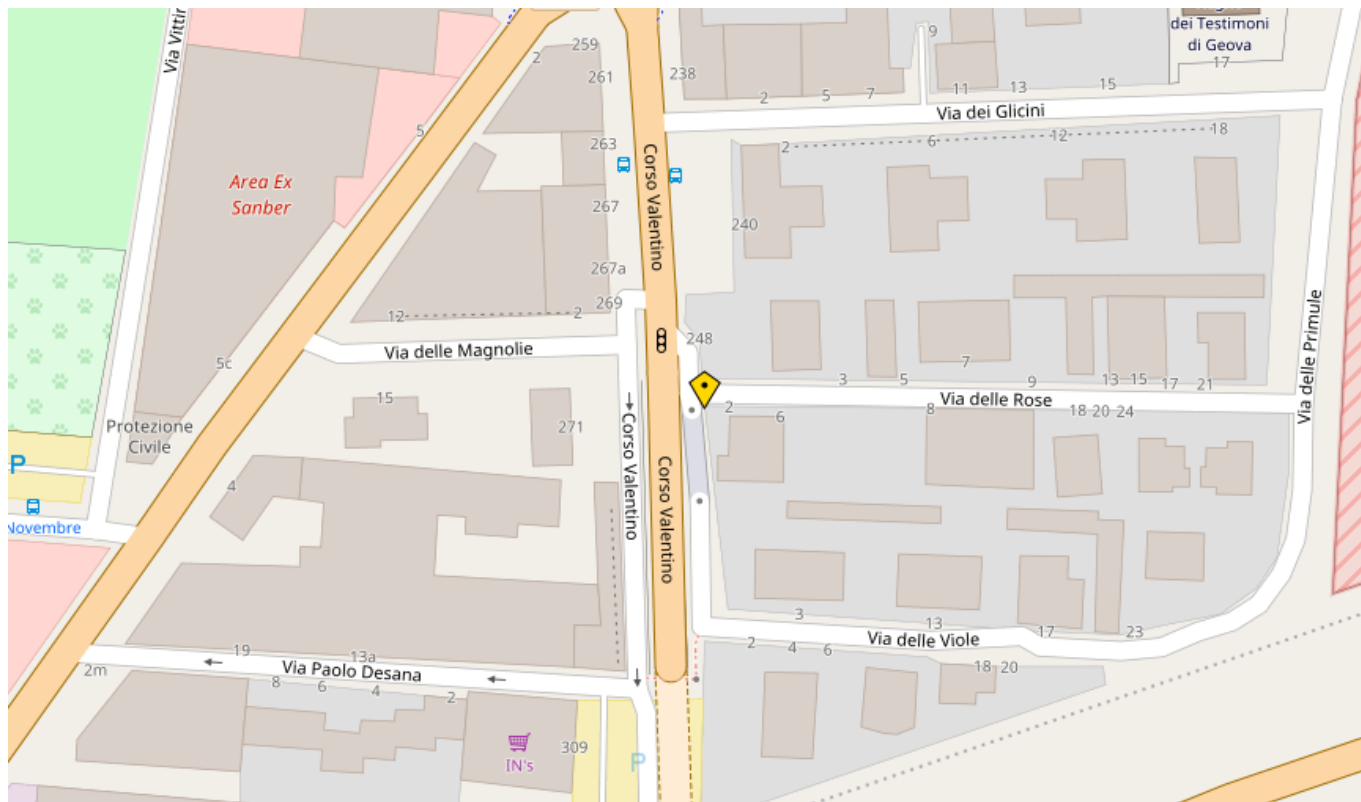 Via Vittir
2
259
261
238
9
dei Testimoni
di Geova
17
2
5
7
11
13
15
Via dei Glicini
5
263
Corso Valentino
2
6
12
18
Area Ex
Sanber
267
240
267a
269
12
2
248
Via delle Magnolie
5c
7
Via delle Primule
3
5
9
13
15
17
21
Via delle Rose
15
2
6
8
18
20
24
Protezione
Civile
271
Corso Valentino
Corso Valentino
P
4
Novembre
3
13
17
23
Via delle Viole
19
13a
2
4
6
18
20
Via Paolo Desana
2m
8
6
4
2
IN's
309
P